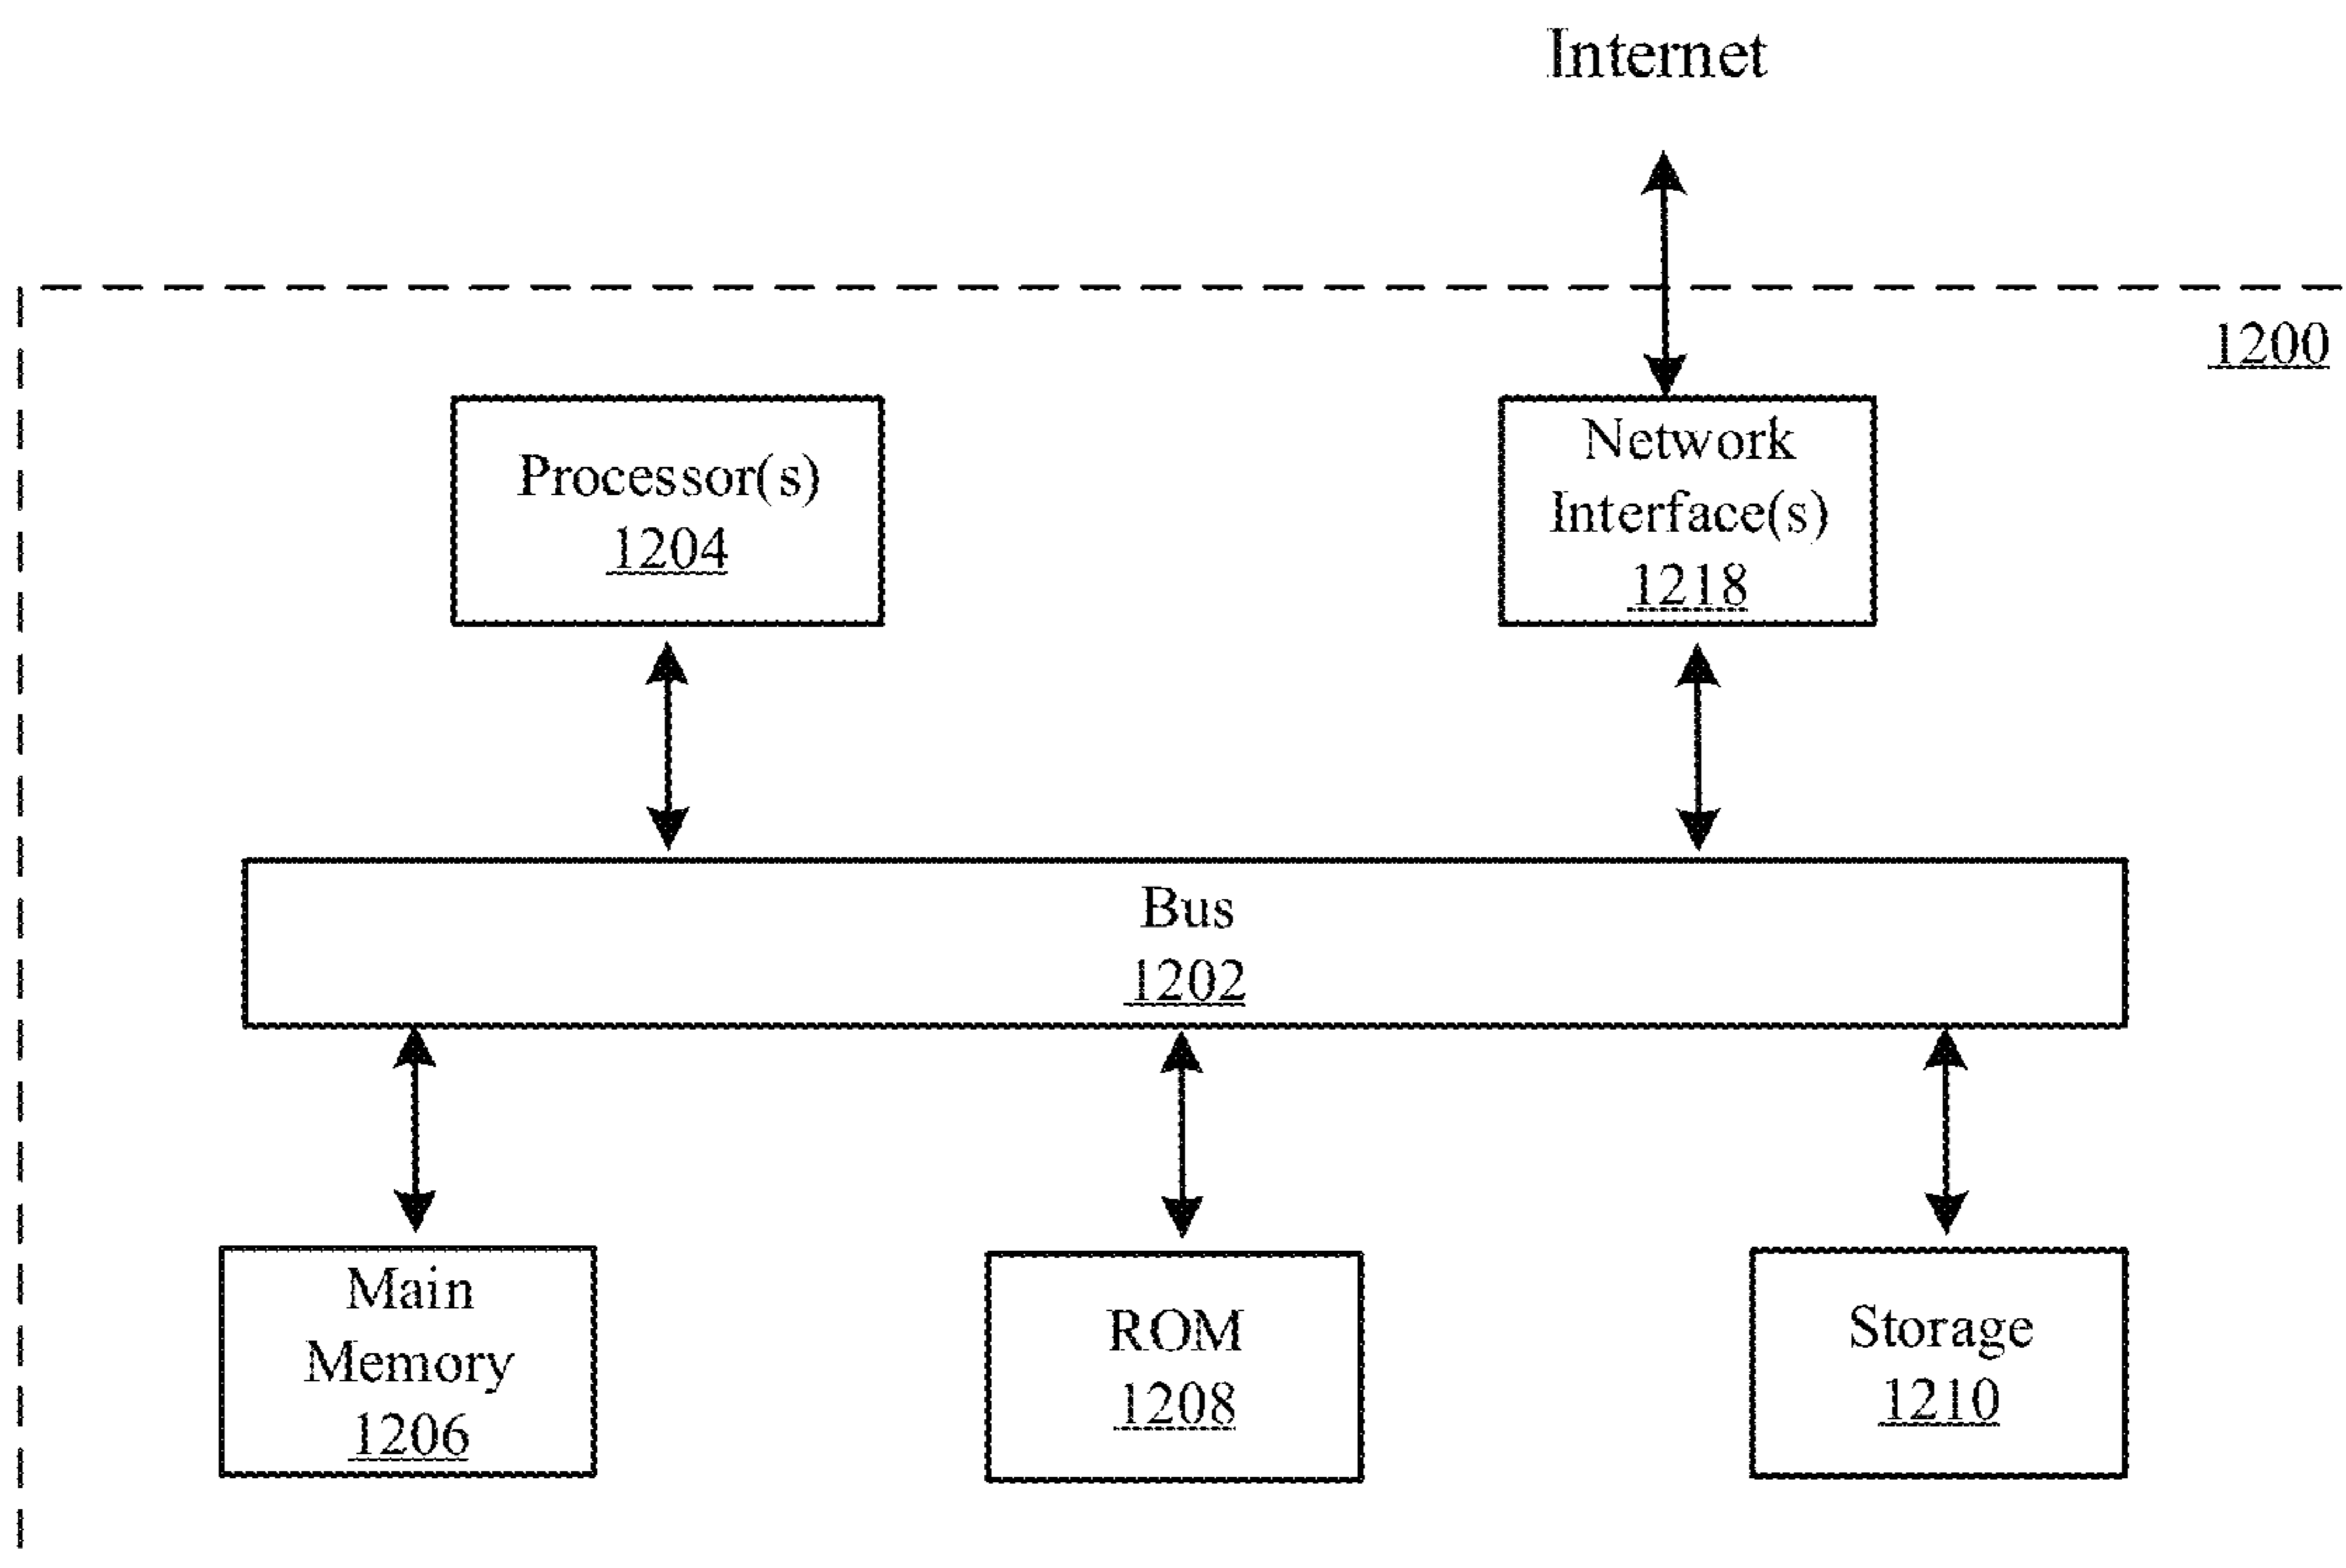 Internet
1200
Processor(s)
1204
Network
Interface(s)
1218
Bus
1202
Main
Memory
1206
ROM
1208
Storage
1210